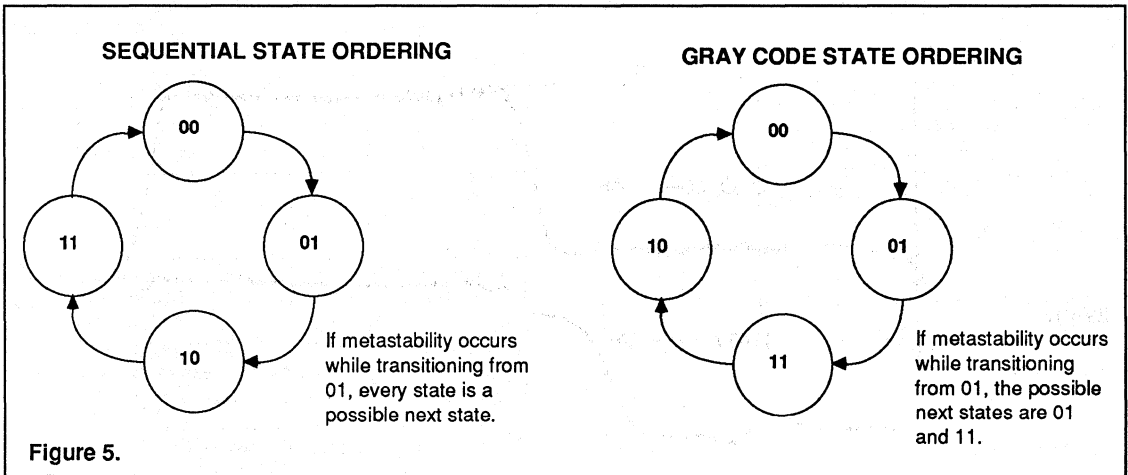 SEQUENTIAL STATE ORDERING
00
01
10
11
If metastability occurs
while transitioning from
01, every state is a
possible next state.
GRAY CODE STATE ORDERING
00
01
11
10
If metastability occurs
while transitioning
from 01, the possible
next states are 01
and 11.
Figure 5.